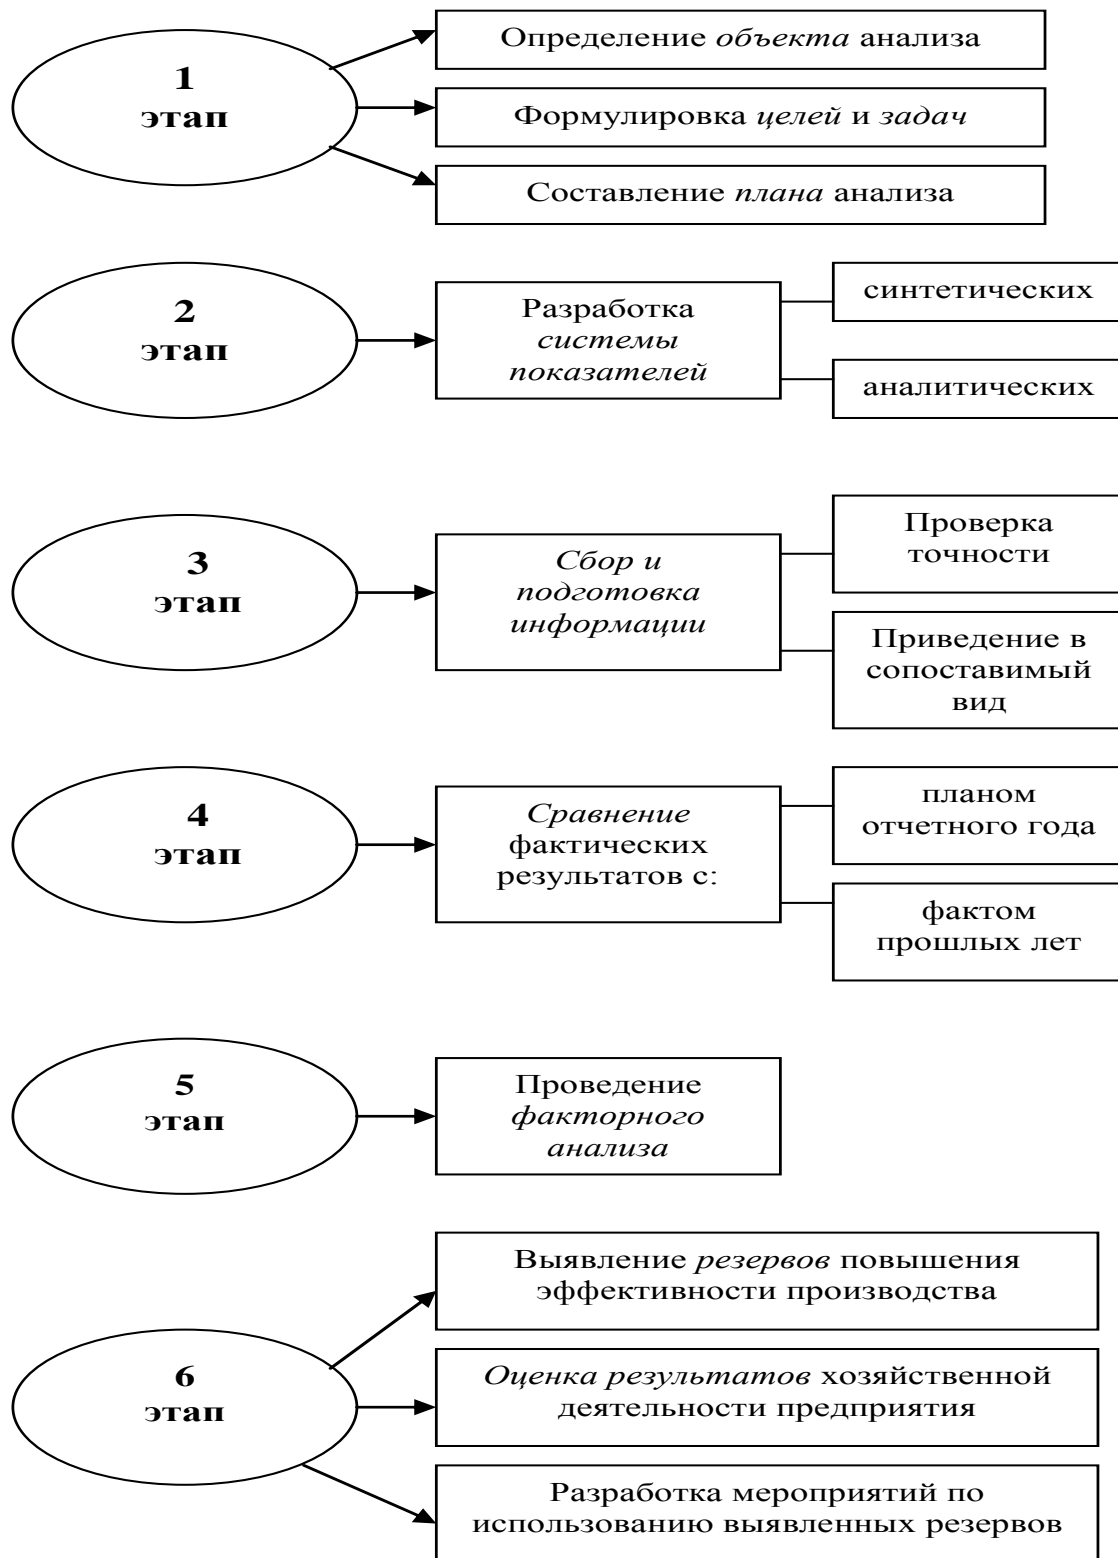 1
этап
Определение объекта анализа
Формулировка целей и задач
Составление плана анализа
2
этап
Разработка
системы
показателей
синтетических
аналитических
3
этап
Сбор и
подготовка
информации
Проверка
точности
Приведение в
сопоставимый
вид
4
этап
Сравнение
фактических
результатов с:
планом
отчетного года
фактом
прошлых лет
5
этап
Проведение
факторного
анализа
6
этап
Выявление резервов повышения
эффективности производства
Оценка результатов хозяйственной
деятельности предприятия
Разработка мероприятий по
использованию выявленных резервов